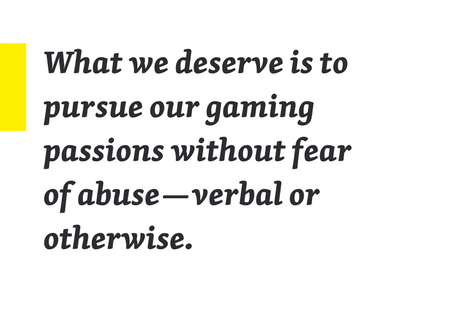 What we deserve is to
pursue our gaming
passions without fear
of abuse—verbal or
otherwise.